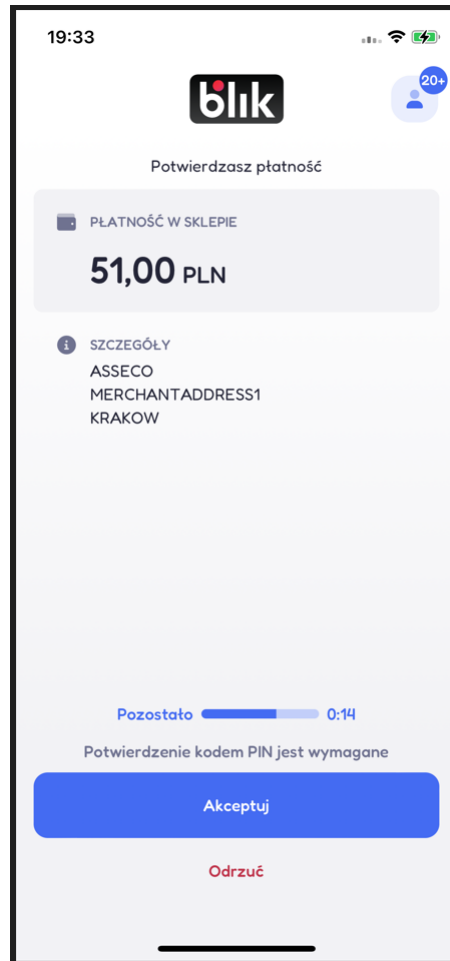 19:33
blik
20+
Potwierdzasz płatność
PŁATNOŚĆ W SKLEPIE
51,00 PLN
SZCZEGÓŁY
ASSECO
MERCHANTADDRESS1
KRAKOW
Pozostało 0:14
Potwierdzenie kodem PIN jest wymagane
Akceptuj
Odrzuć